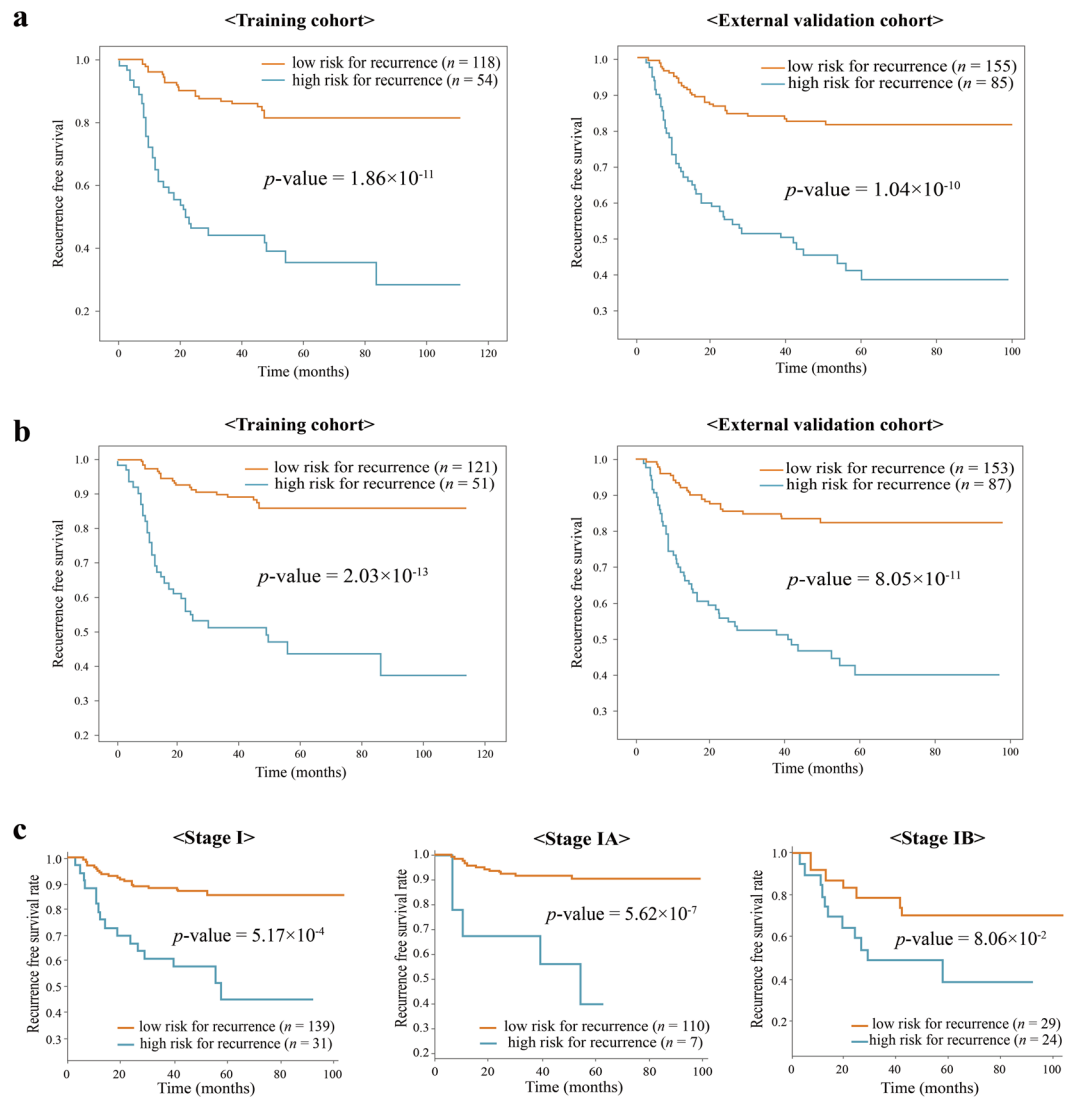 a
<Training cohort>
<External validation cohort>
low risk for recurrence (n = 118)
high risk for recurrence (n = 54)
p-value = 1.86×10-11
Recuerrence free survival
1.0
0.8
0.6
0.4
0.2
0 20 40 60 80 100 120
Time (months)
low risk for recurrence (n = 155)
high risk for recurrence (n = 85)
p-value = 1.04×10-10
Recuerrence free survival
1.0
0.9
0.8
0.7
0.6
0.5
0.4
0.3
0 20 40 60 80 100
Time (months)
b
<Training cohort>
<External validation cohort>
low risk for recurrence (n = 121)
high risk for recurrence (n = 51)
p-value = 2.03×10-13
Recuerrence free survival
1.0
0.9
0.8
0.7
0.6
0.5
0.4
0.3
0.2
0 20 40 60 80 100 120
Time (months)
low risk for recurrence (n = 153)
high risk for recurrence (n = 87)
p-value = 8.05×10-11
Recuerrence free survival
1.0
0.9
0.8
0.7
0.6
0.5
0.4
0.3
0 20 40 60 80 100
Time (months)
c
<Stage I>
<Stage IA>
<Stage IB>
p-value = 5.17×10-4
low risk for recurrence (n = 139)
high risk for recurrence (n = 31)
Recurrence free survival rate
1.0
0.9
0.8
0.7
0.6
0.5
0.4
0.3
0 20 40 60 80 100
Time (months)
p-value = 5.62×10-7
low risk for recurrence (n = 110)
high risk for recurrence (n = 7)
Recurrence free survival rate
1.0
0.9
0.8
0.7
0.6
0.5
0.4
0.3
0.2
0 20 40 60 80 100
Time (months)
p-value = 8.06×10-2
low risk for recurrence (n = 29)
high risk for recurrence (n = 24)
Recurrence free survival rate
1.0
0.8
0.6
0.4
0.2
0 20 40 60 80 100
Time (months)